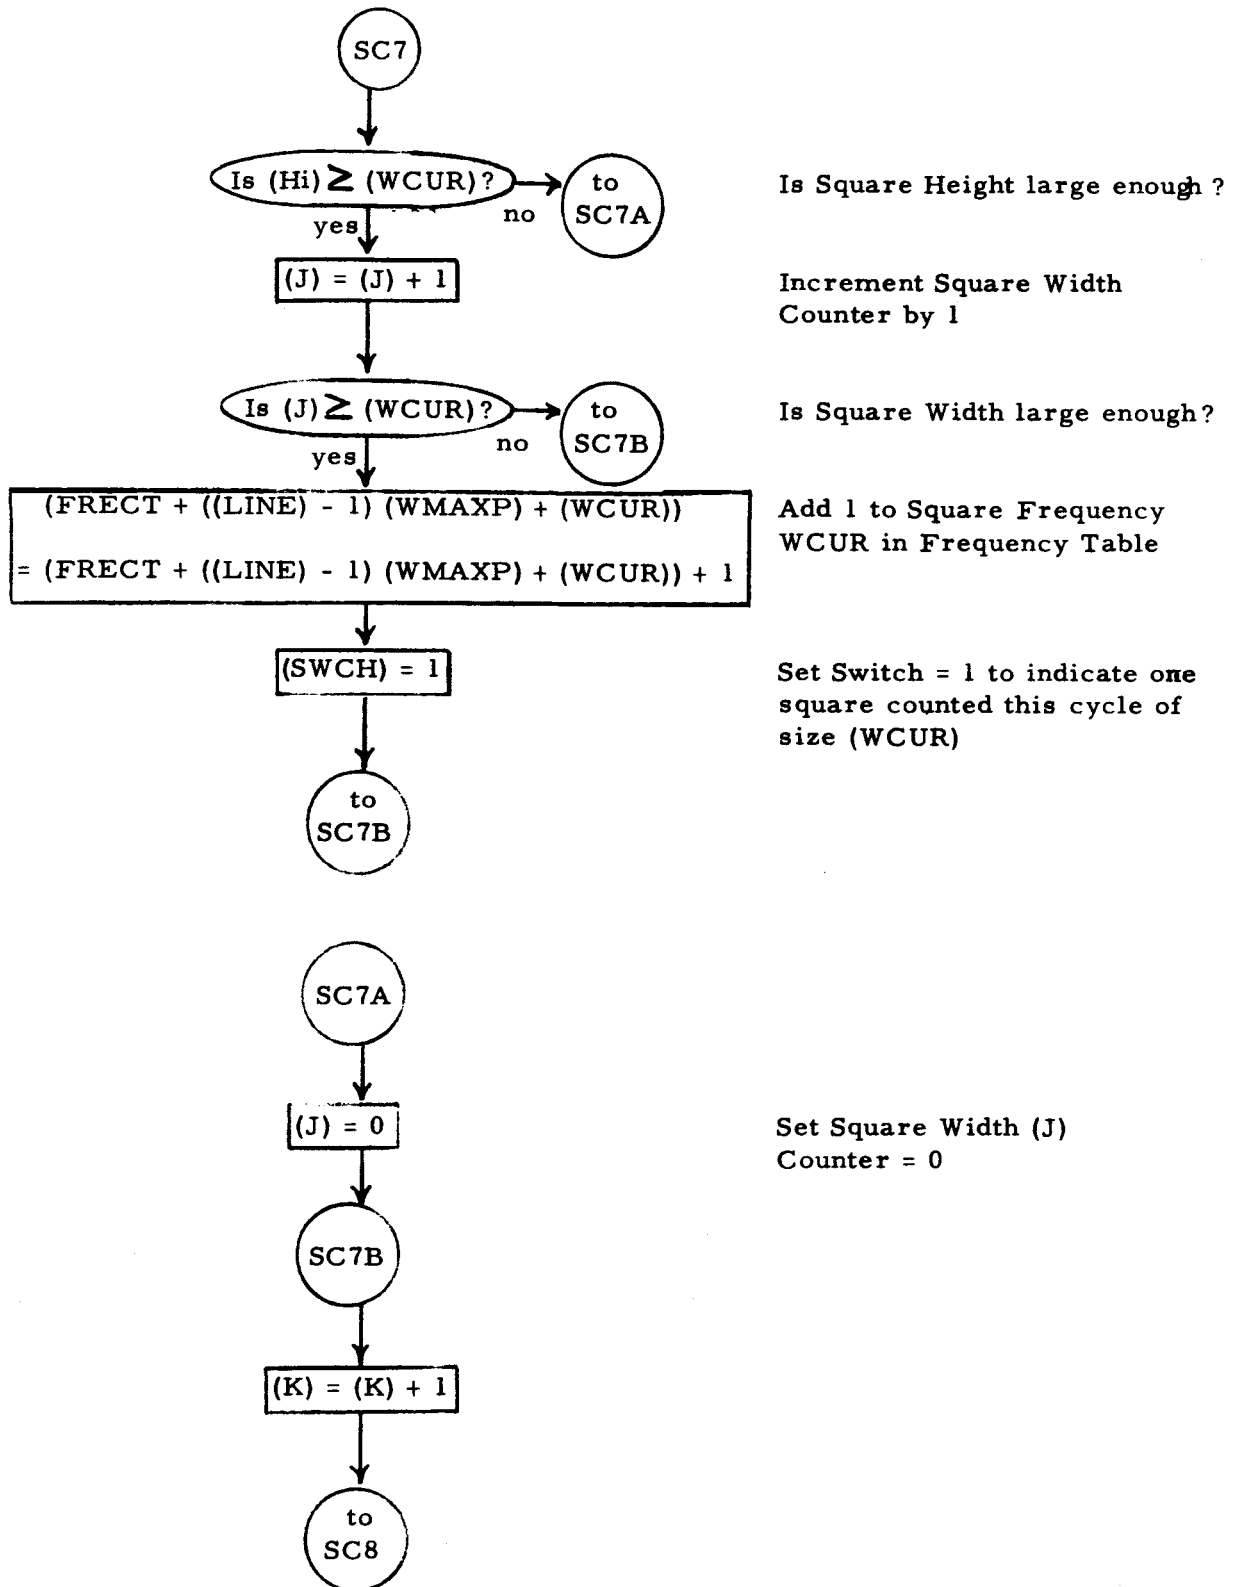 SC7
Is (Hi) ≥ (WCUR)?
to
SC7A
Is Square Height large enough ?
yes
no
(J) = (J) + 1
Increment Square Width
Counter by 1
Is (J) ≥ (WCUR)?
to
SC7B
Is Square Width large enough?
yes
no
(FRECT + ((LINE) - 1) (WMAXP) + (WCUR))
= (FRECT + ((LINE) - 1) (WMAXP) + (WCUR)) + 1
Add 1 to Square Frequency
WCUR in Frequency Table
(SWCH) = 1
Set Switch = 1 to indicate one
square counted this cycle of
size (WCUR)
to
SC7B
SC7A
(J) = 0
Set Square Width (J)
Counter = 0
SC7B
(K) = (K) + 1
to
SC8